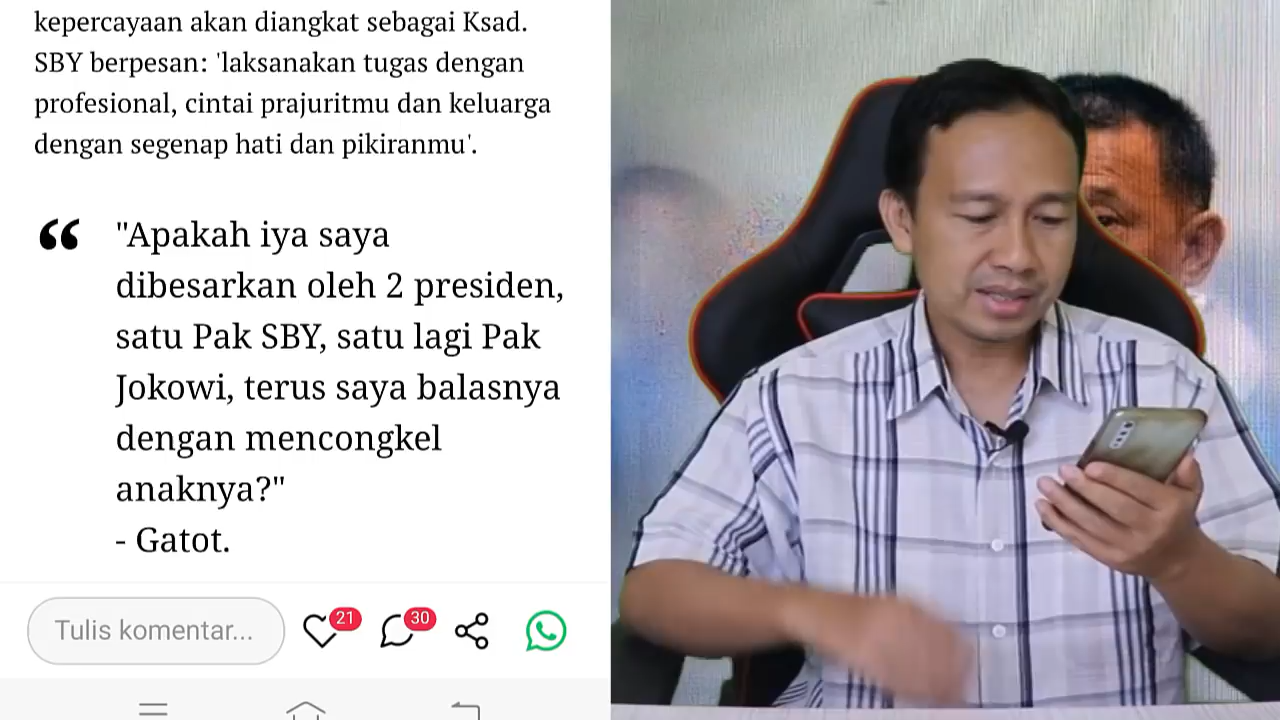 kepercayaan akan diangkat sebagai Ksad.
SBY berpesan: 'laksanakan tugas dengan
profesional, cintai prajuritmu dan keluarga
dengan segenap hati dan pikiranmu'.
“ "Apakah iya saya
dibesarkan oleh 2 presiden,
satu Pak SBY, satu lagi Pak
Jokowi, terus saya balasnya
dengan mencongkel
anaknya?"
- Gatot.
Tulis komentar... 21 30